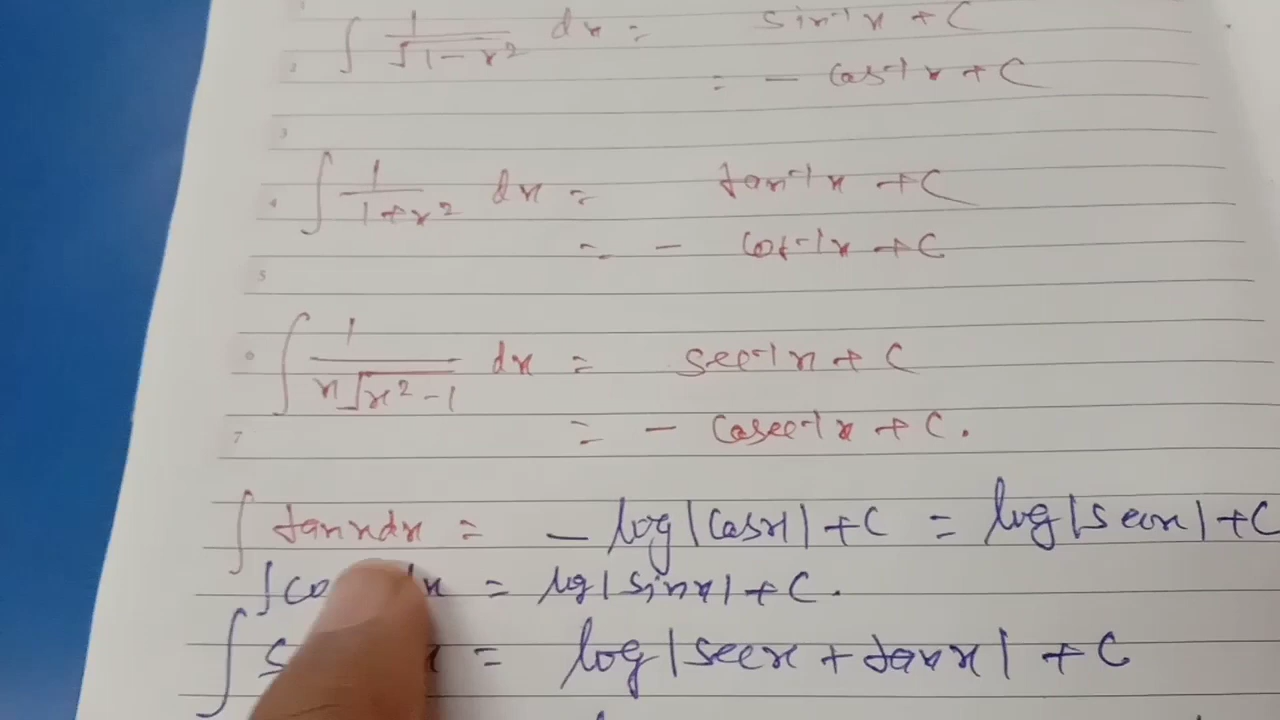 ∫ 1/√(1-x²) dx = sin⁻¹x + C
= - cos⁻¹x + C
∫ 1/(1+x²) dx = tan⁻¹x + C
= - cot⁻¹x + C
∫ 1/(x√(x²-1)) dx = sec⁻¹x + C
= - cosec⁻¹x + C.
∫ tanx dx = - log|cosx| + C = log|secx| + C
∫ co x = log|sinx| + C.
∫ s x = log|secx + tanx| + C